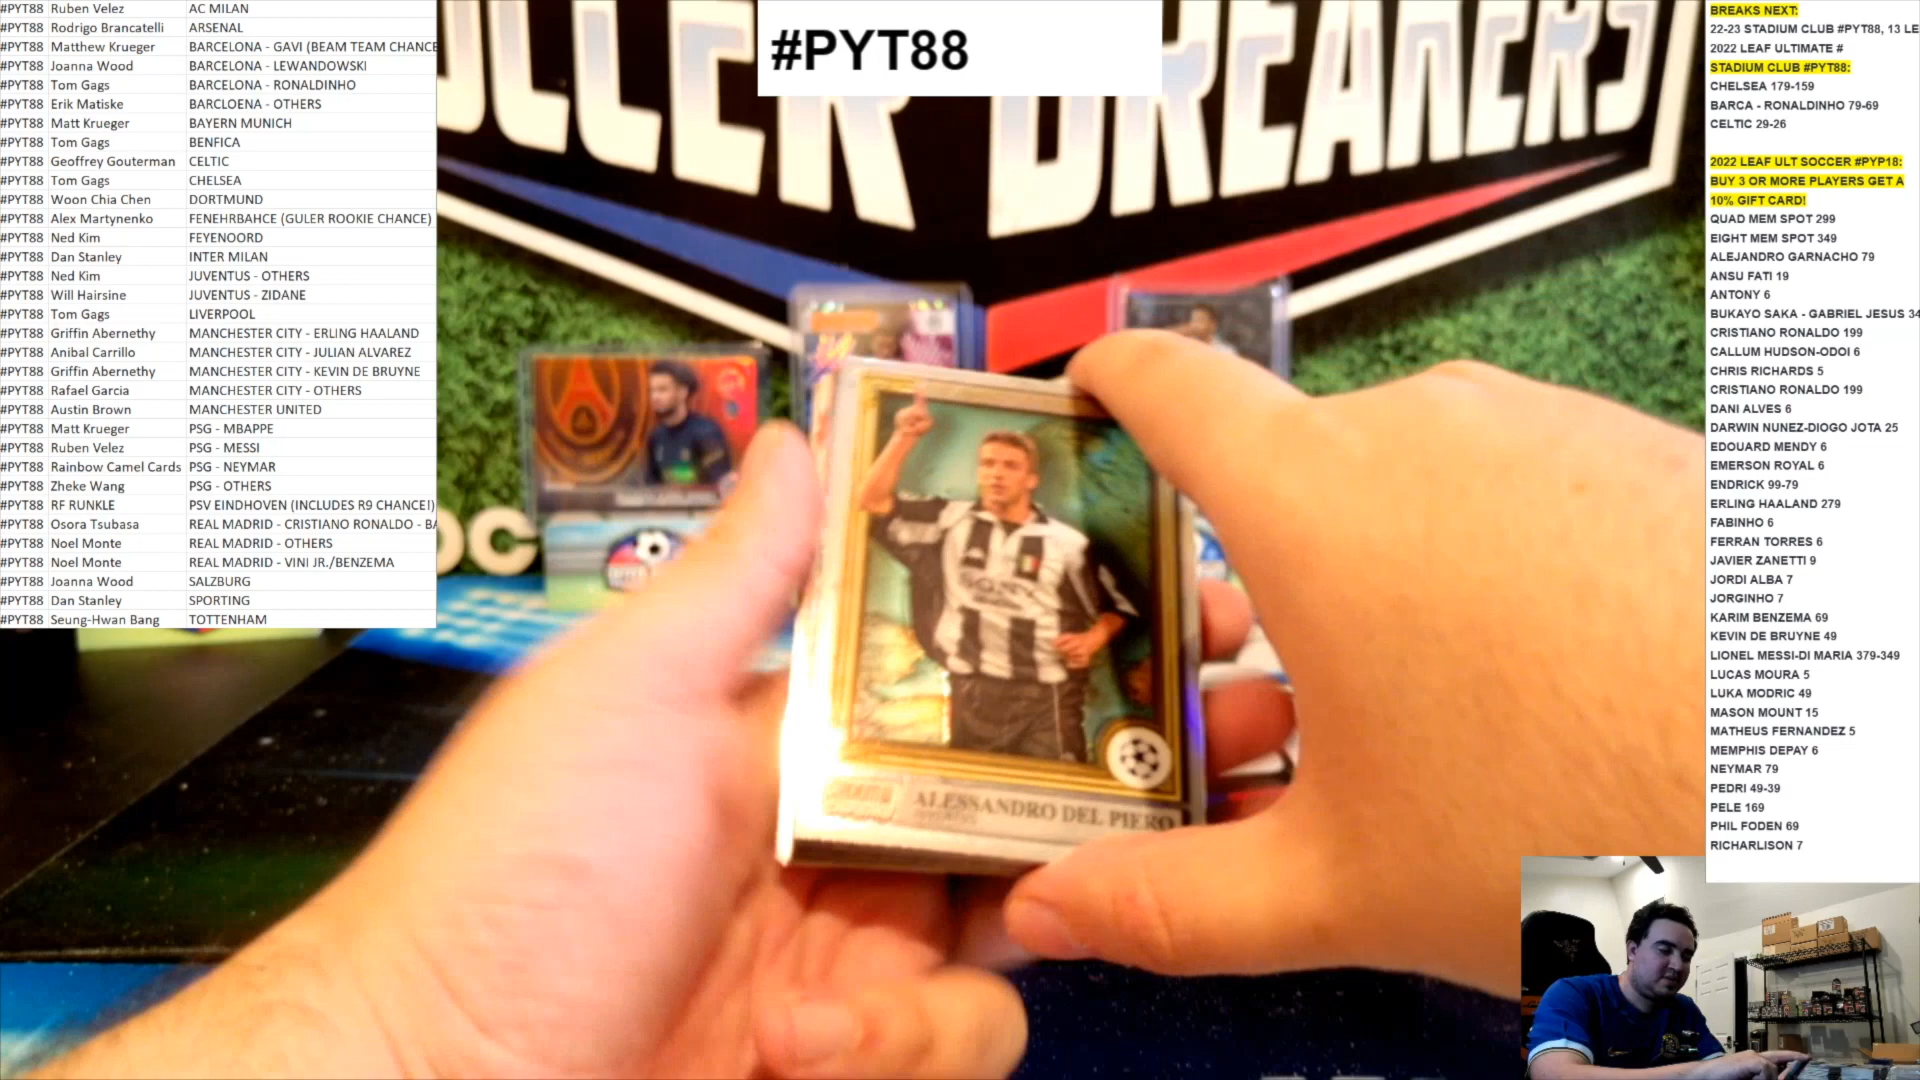 #PYT88 Ruben Velez AC MILAN
#PYT88 Rodrigo Brancatelli ARSENAL
#PYT88 Matthew Krueger BARCELONA - GAVI (BEAM TEAM CHANCE
#PYT88 Joanna Wood BARCELONA - LEWANDOWSKI
#PYT88 Tom Gags BARCELONA - RONALDINHO
#PYT88 Erik Matiske BARCLOENA - OTHERS
#PYT88 Matt Krueger BAYERN MUNICH
#PYT88 Tom Gags BENFICA
#PYT88 Geoffrey Gouterman CELTIC
#PYT88 Tom Gags CHELSEA
#PYT88 Woon Chia Chen DORTMUND
#PYT88 Alex Martynenko FENEHRBAHCE (GULER ROOKIE CHANCE)
#PYT88 Ned Kim FEYENOORD
#PYT88 Dan Stanley INTER MILAN
#PYT88 Ned Kim JUVENTUS - OTHERS
#PYT88 Will Hairsine JUVENTUS - ZIDANE
#PYT88 Tom Gags LIVERPOOL
#PYT88 Griffin Abernethy MANCHESTER CITY - ERLING HAALAND
#PYT88 Anibal Carrillo MANCHESTER CITY - JULIAN ALVAREZ
#PYT88 Griffin Abernethy MANCHESTER CITY - KEVIN DE BRUYNE
#PYT88 Rafael Garcia MANCHESTER CITY - OTHERS
#PYT88 Austin Brown MANCHESTER UNITED
#PYT88 Matt Krueger PSG - MBAPPE
#PYT88 Ruben Velez PSG - MESSI
#PYT88 Rainbow Camel Cards PSG - NEYMAR
#PYT88 Zheke Wang PSG - OTHERS
#PYT88 RF RUNKLE PSV EINDHOVEN (INCLUDES R9 CHANCE!)
#PYT88 Osora Tsubasa REAL MADRID - CRISTIANO RONALDO - BA
#PYT88 Noel Monte REAL MADRID - OTHERS
#PYT88 Noel Monte REAL MADRID - VINI JR./BENZEMA
#PYT88 Joanna Wood SALZBURG
#PYT88 Dan Stanley SPORTING
#PYT88 Seung-Hwan Bang TOTTENHAM
#PYT88
CCER BREAKERS
OC
SONY
ALESSANDRO DEL PIERO
JUVENTUS
BREAKS NEXT:
22-23 STADIUM CLUB #PYT88, 13 LE
2022 LEAF ULTIMATE #
STADIUM CLUB #PYT88:
CHELSEA 179-159
BARCA - RONALDINHO 79-69
CELTIC 29-26
2022 LEAF ULT SOCCER #PYP18:
BUY 3 OR MORE PLAYERS GET A
10% GIFT CARD!
QUAD MEM SPOT 299
EIGHT MEM SPOT 349
ALEJANDRO GARNACHO 79
ANSU FATI 19
ANTONY 6
BUKAYO SAKA - GABRIEL JESUS 34
CRISTIANO RONALDO 199
CALLUM HUDSON-ODOI 6
CHRIS RICHARDS 5
CRISTIANO RONALDO 199
DANI ALVES 6
DARWIN NUNEZ-DIOGO JOTA 25
EDOUARD MENDY 6
EMERSON ROYAL 6
ENDRICK 99-79
ERLING HAALAND 279
FABINHO 6
FERRAN TORRES 6
JAVIER ZANETTI 9
JORDI ALBA 7
JORGINHO 7
KARIM BENZEMA 69
KEVIN DE BRUYNE 49
LIONEL MESSI-DI MARIA 379-349
LUCAS MOURA 5
LUKA MODRIC 49
MASON MOUNT 15
MATHEUS FERNANDEZ 5
MEMPHIS DEPAY 6
NEYMAR 79
PEDRI 49-39
PELE 169
PHIL FODEN 69
RICHARLISON 7